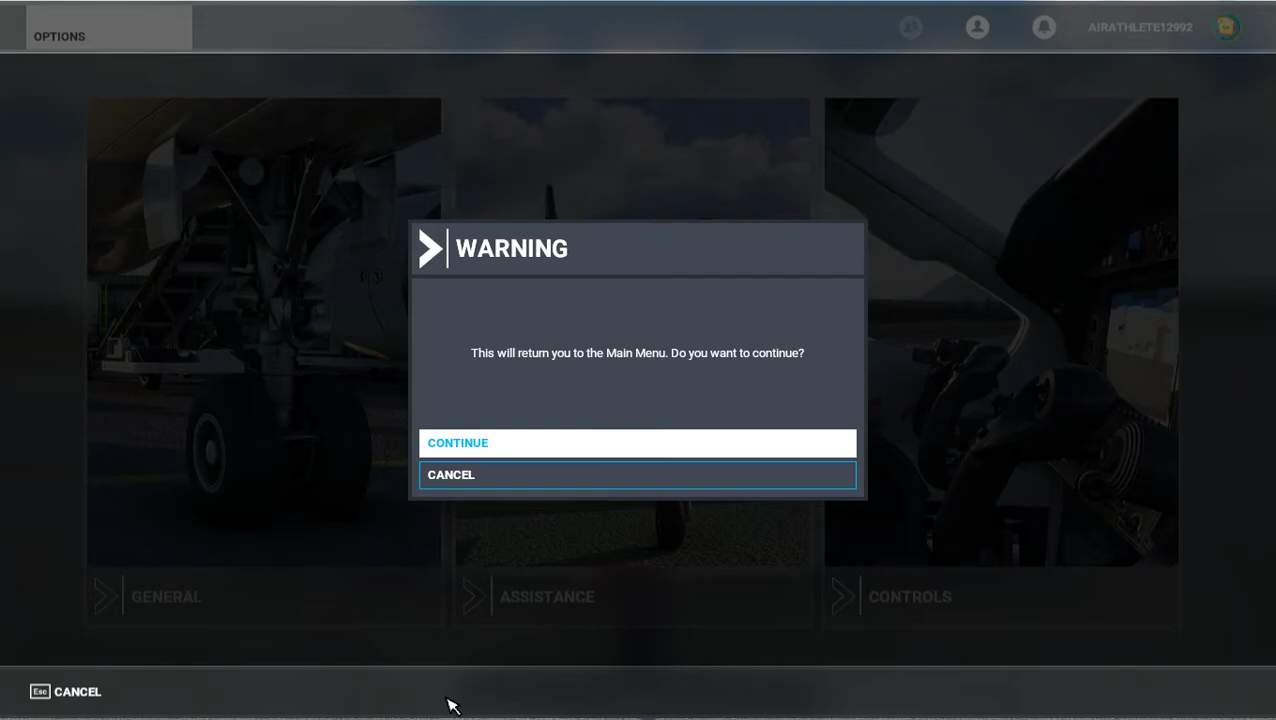 OPTIONS
AIRATHLETE12992
WARNING
This will return you to the Main Menu. Do you want to continue?
CONTINUE
CANCEL
GENERAL
ASSISTANCE
CONTROLS
Esc CANCEL